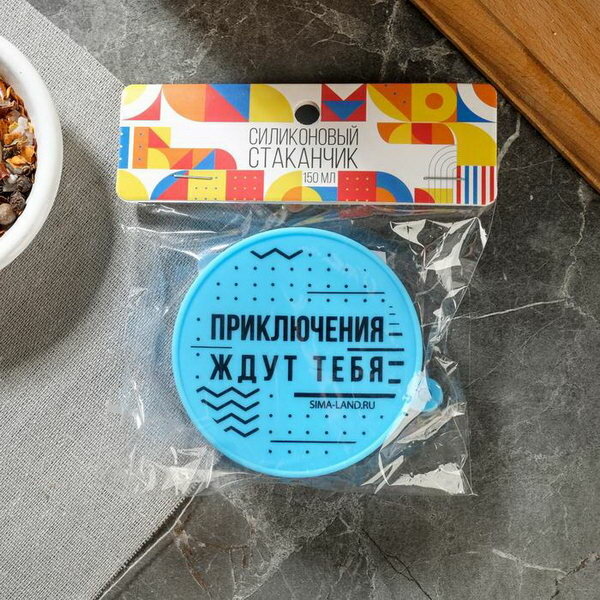 СИЛИКОНОВЫЙ
СТАКАНЧИК
150 МЛ
ПРИКЛЮЧЕНИЯ
ЖДУТ ТЕБЯ
SIMA-LAND.RU